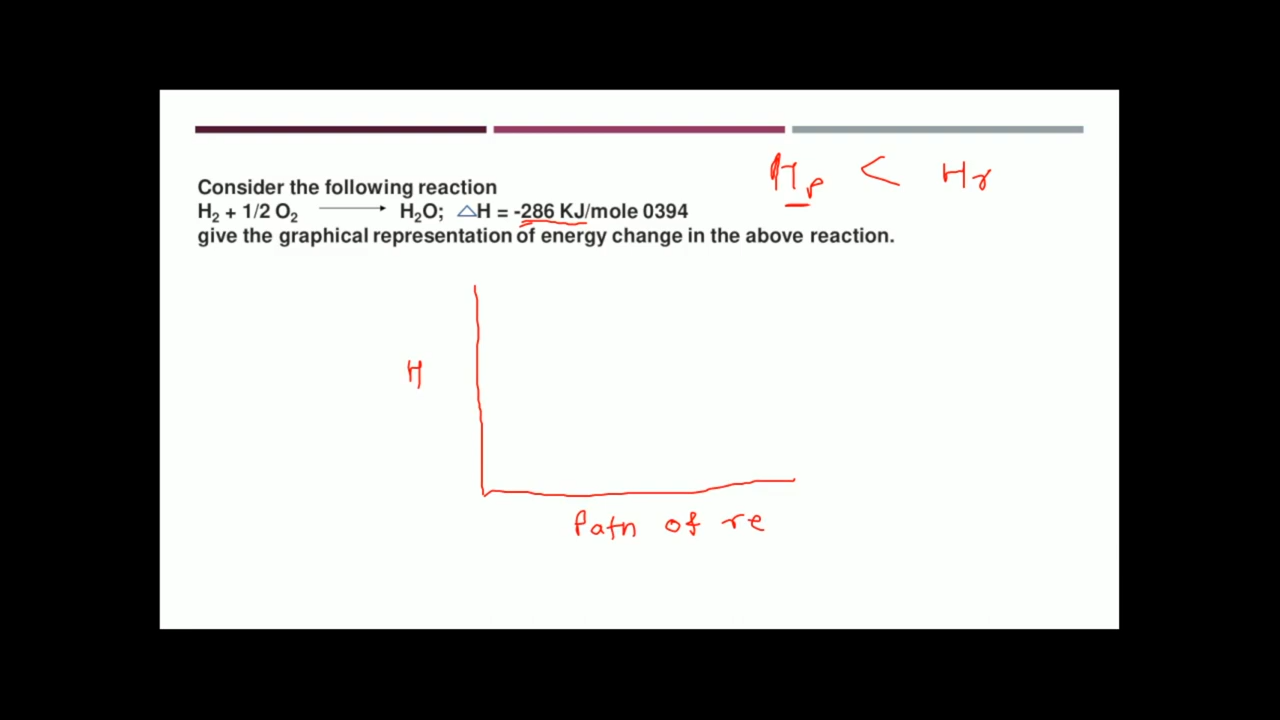 Consider the following reaction
H₂ + 1/2 O₂ ⟶ H₂O; △H = -286 KJ/mole 0394
give the graphical representation of energy change in the above reaction.
Hp < Hr
H
Path of re